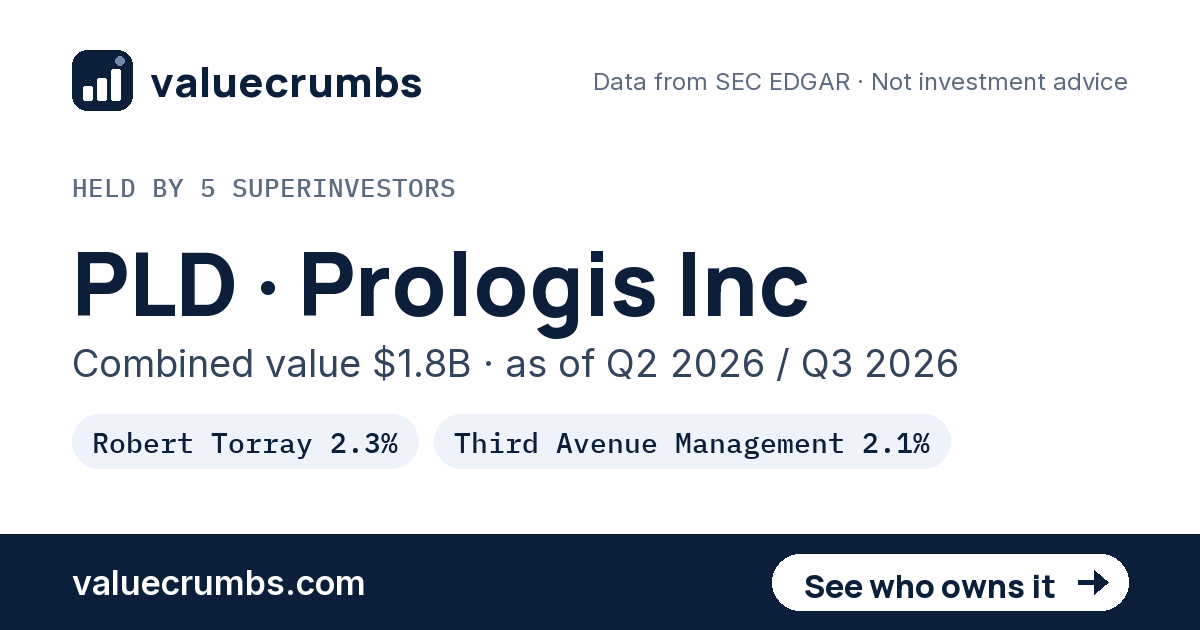 valuecrumbs
Data from SEC EDGAR · Not investment advice
HELD BY 5 SUPERINVESTORS
PLD · Prologis Inc
Combined value $1.8B · as of Q2 2026 / Q3 2026
Robert Torray 2.3%
Third Avenue Management 2.1%
valuecrumbs.com
See who owns it →